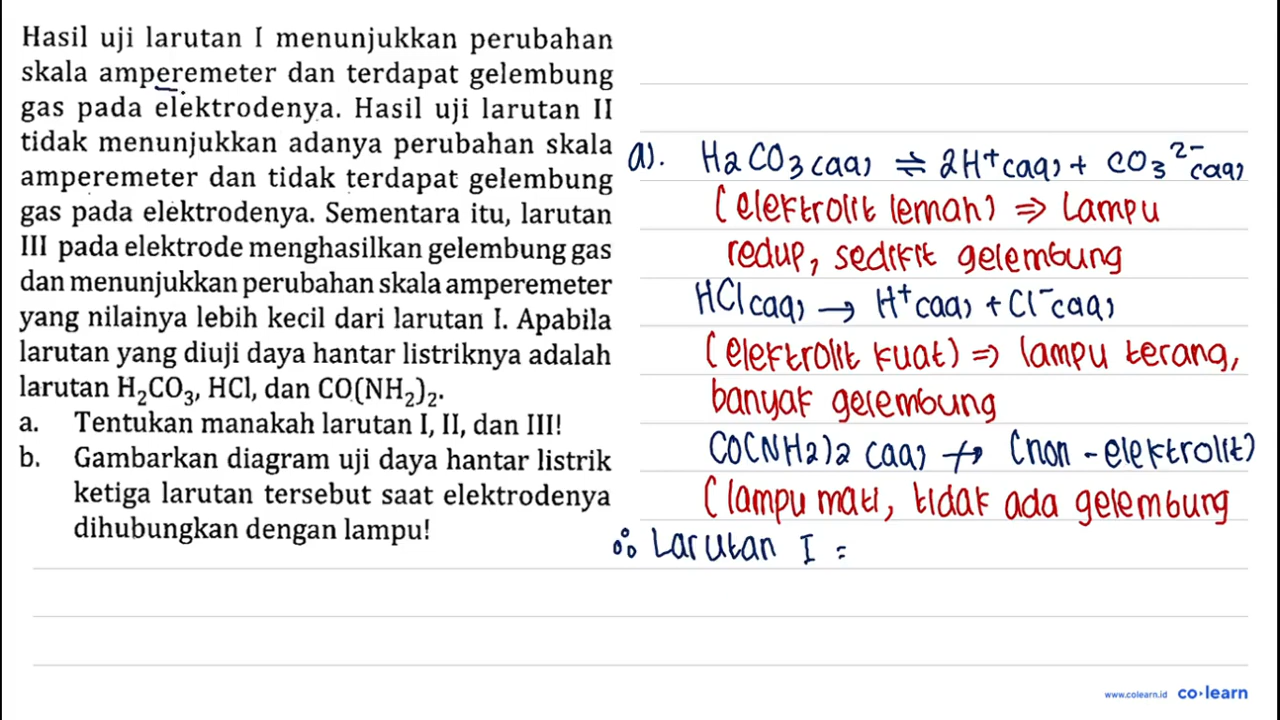 Hasil uji larutan I menunjukkan perubahan
skala amperemeter dan terdapat gelembung
gas pada elektrodenya. Hasil uji larutan II
tidak menunjukkan adanya perubahan skala
amperemeter dan tidak terdapat gelembung
gas pada elektrodenya. Sementara itu, larutan
III pada elektrode menghasilkan gelembung gas
dan menunjukkan perubahan skala amperemeter
yang nilainya lebih kecil dari larutan I. Apabila
larutan yang diuji daya hantar listriknya adalah
larutan H₂CO₃, HCl, dan CO(NH₂)₂.
a. Tentukan manakah larutan I, II, dan III!
b. Gambarkan diagram uji daya hantar listrik
ketiga larutan tersebut saat elektrodenya
dihubungkan dengan lampu!
a). H2CO3(aq) ⇌ 2H⁺(aq) + CO₃²⁻(aq)
(elektrolit lemah) ⇒ Lampu
redup, sedikit gelembung
HCl(aq) → H⁺(aq) + Cl⁻(aq)
(elektrolit kuat) ⇒ lampu terang,
banyak gelembung
CO(NH2)2 (aq) ↛ (non-elektrolit)
(lampu mati, tidak ada gelembung
∴ Larutan I =
www.colearn.id co·learn